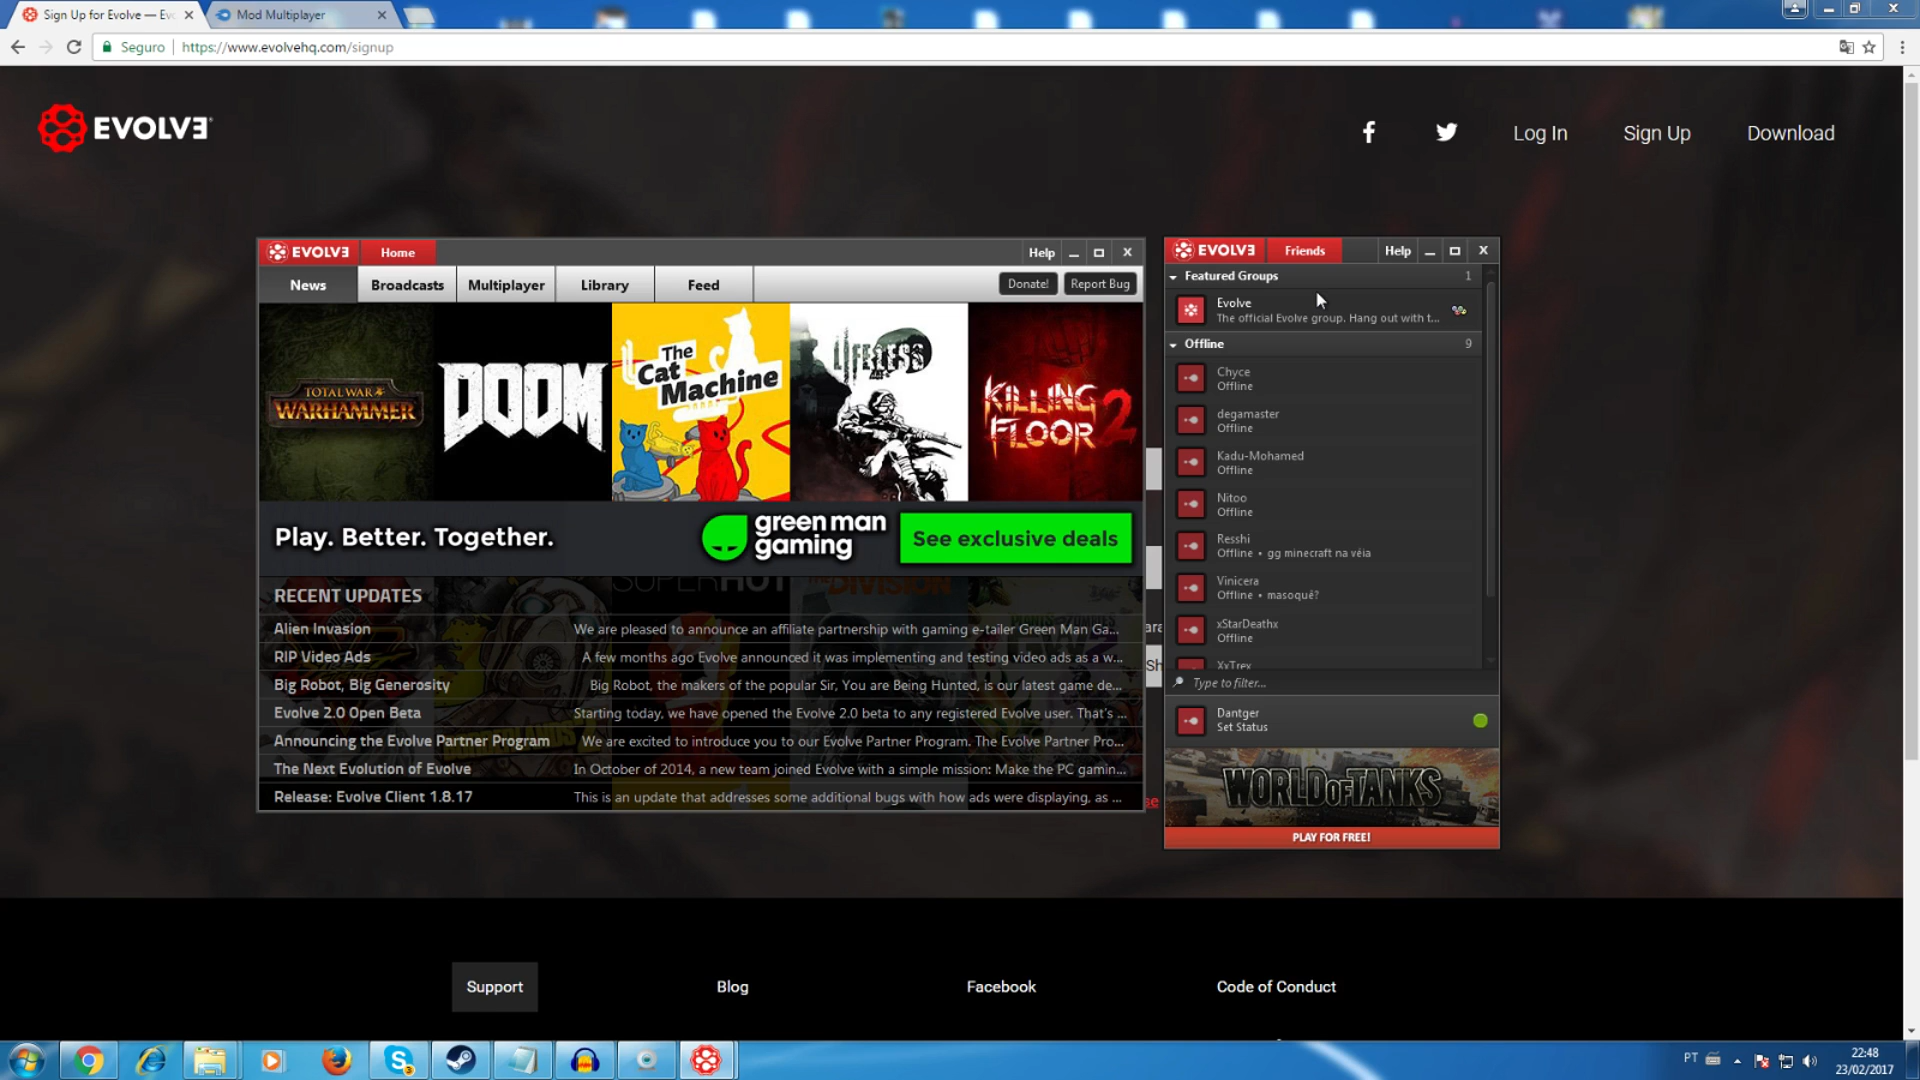 Sign Up for Evolve — Evo
Mod Multiplayer
Seguro
https://www.evolvehq.com/signup
EVOLVE
Log In
Sign Up
Download
EVOLVE
Home
Help
News
Broadcasts
Multiplayer
Library
Feed
Donate!
Report Bug
TOTAL WAR
WARHAMMER
DOOM
The
Cat
Machine
LIFELESS
KILLING
FLOOR 2
Play. Better. Together.
green man
gaming
See exclusive deals
SUPERHOT
THE DIVISION
RECENT UPDATES
Alien Invasion
We are pleased to announce an affiliate partnership with gaming e-tailer Green Man Ga...
RIP Video Ads
A few months ago Evolve announced it was implementing and testing video ads as a w...
Big Robot, Big Generosity
Big Robot, the makers of the popular Sir, You are Being Hunted, is our latest game de...
Evolve 2.0 Open Beta
Starting today, we have opened the Evolve 2.0 beta to any registered Evolve user. That's ...
Announcing the Evolve Partner Program
We are excited to introduce you to our Evolve Partner Program. The Evolve Partner Pro...
The Next Evolution of Evolve
In October of 2014, a new team joined Evolve with a simple mission: Make the PC gamin...
Release: Evolve Client 1.8.17
This is an update that addresses some additional bugs with how ads were displaying, as ...
ara
Sh
se
EVOLVE
Friends
Help
Featured Groups
1
Evolve
The official Evolve group. Hang out with t...
Offline
9
Chyce
Offline
degamaster
Offline
Kadu-Mohamed
Offline
Nitoo
Offline
Resshi
Offline • gg minecraft na véia
Vinicera
Offline • masoquê?
xStarDeathx
Offline
XxTrex
Type to filter...
Dantger
Set Status
WORLD OF TANKS
PLAY FOR FREE!
Support
Blog
Facebook
Code of Conduct
3
PT
22:48
23/02/2017